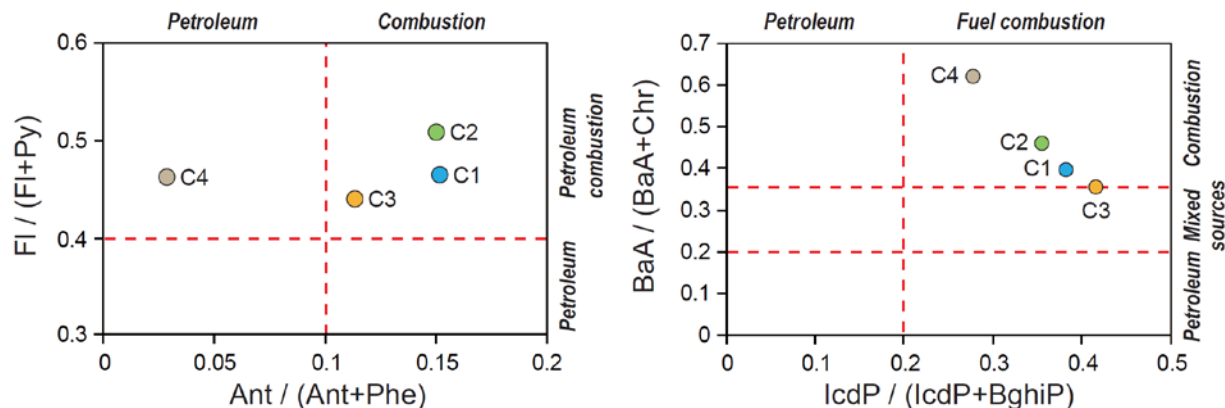 Petroleum Combustion
0.6
0.5
0.4
0.3
Fl / (Fl+Py)
C4
C2
C1
C3
Petroleum combustion
Petroleum
0 0.05 0.1 0.15 0.2
Ant / (Ant+Phe)
Petroleum Fuel combustion
0.7
0.6
0.5
0.4
0.3
0.2
0.1
0
BaA / (BaA+Chr)
C4
C2
C1
C3
Combustion
Mixed sources
Petroleum
0 0.1 0.2 0.3 0.4 0.5
IcdP / (IcdP+BghiP)